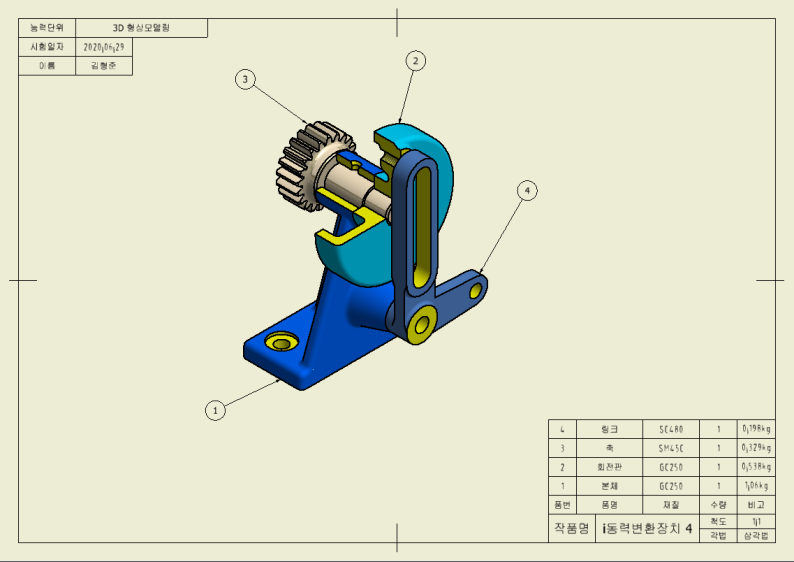 능력단위 3D 형상모델링
시험일자 2020,06,29
이름 김형준
3
2
4
1
4 링크 SC480 1 0,198kg
3 축 SM45C 1 0,329kg
2 회전판 GC250 1 0,538kg
1 본체 GC250 1 1,06kg
품번 품명 재질 수량 비고
작품명 i동력변환장치 4 척도 1;1
각법 삼각법